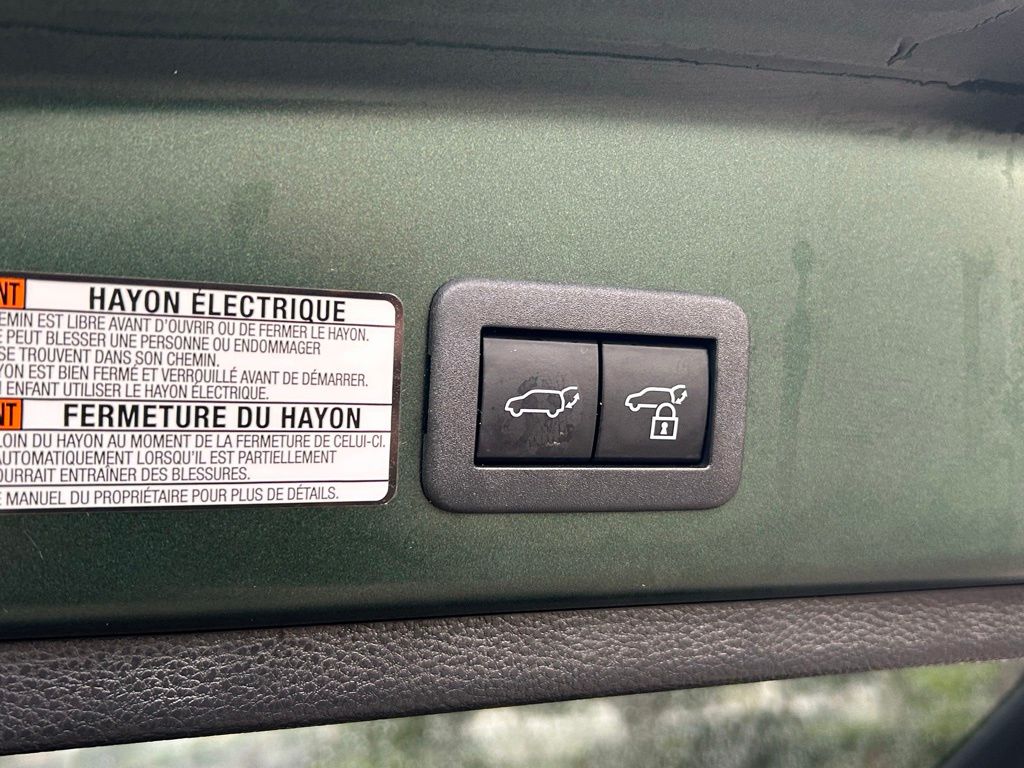 NT HAYON ÉLECTRIQUE
EMIN EST LIBRE AVANT D'OUVRIR OU DE FERMER LE HAYON.
PEUT BLESSER UNE PERSONNE OU ENDOMMAGER
SE TROUVENT DANS SON CHEMIN.
YON EST BIEN FERMÉ ET VERROUILLÉ AVANT DE DÉMARRER.
ENFANT UTILISER LE HAYON ÉLECTRIQUE.
NT FERMETURE DU HAYON
LOIN DU HAYON AU MOMENT DE LA FERMETURE DE CELUI-CI.
AUTOMATIQUEMENT LORSQU'IL EST PARTIELLEMENT
OURRAIT ENTRAÎNER DES BLESSURES.
E MANUEL DU PROPRIÉTAIRE POUR PLUS DE DÉTAILS.